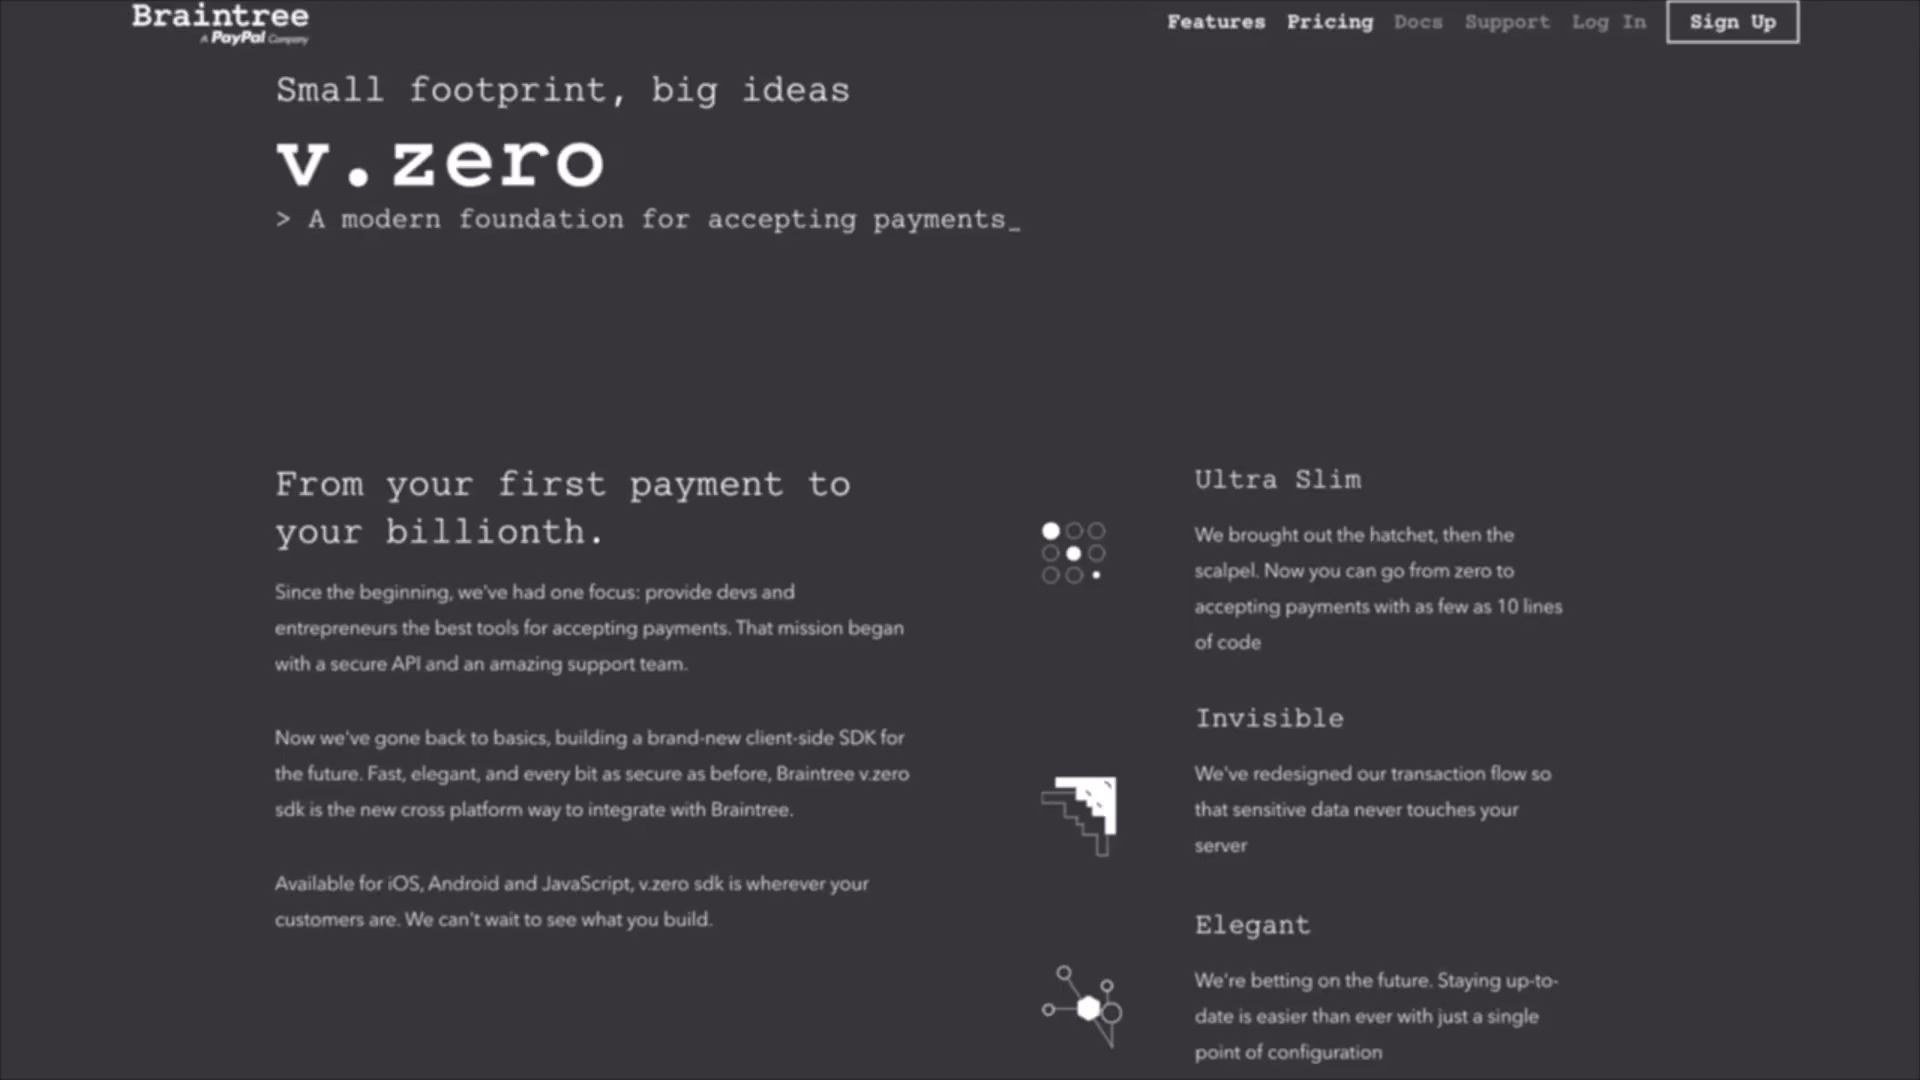 Braintree
A PayPal Company
Features Pricing Docs Support Log In Sign Up
Small footprint, big ideas
v.zero
> A modern foundation for accepting payments_
From your first payment to
your billionth.
Since the beginning, we've had one focus: provide devs and
entrepreneurs the best tools for accepting payments. That mission began
with a secure API and an amazing support team.
Now we've gone back to basics, building a brand-new client-side SDK for
the future. Fast, elegant, and every bit as secure as before, Braintree v.zero
sdk is the new cross platform way to integrate with Braintree.
Available for iOS, Android and JavaScript, v.zero sdk is wherever your
customers are. We can't wait to see what you build.
Ultra Slim
We brought out the hatchet, then the
scalpel. Now you can go from zero to
accepting payments with as few as 10 lines
of code
Invisible
We've redesigned our transaction flow so
that sensitive data never touches your
server
Elegant
We're betting on the future. Staying up-to-
date is easier than ever with just a single
point of configuration